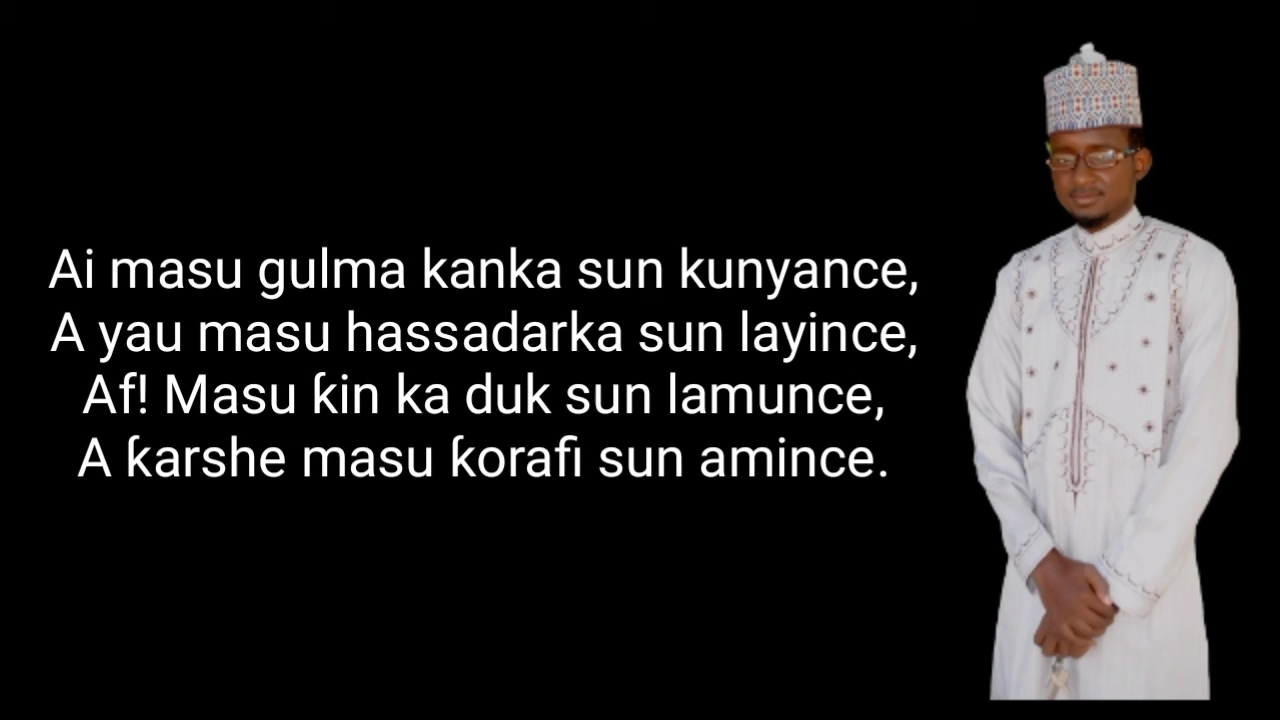 Ai masu gulma kanka sun kunyance,
A yau masu hassadarka sun layince,
Af! Masu ƙin ka duk sun lamunce,
A ƙarshe masu ƙorafi sun amince.